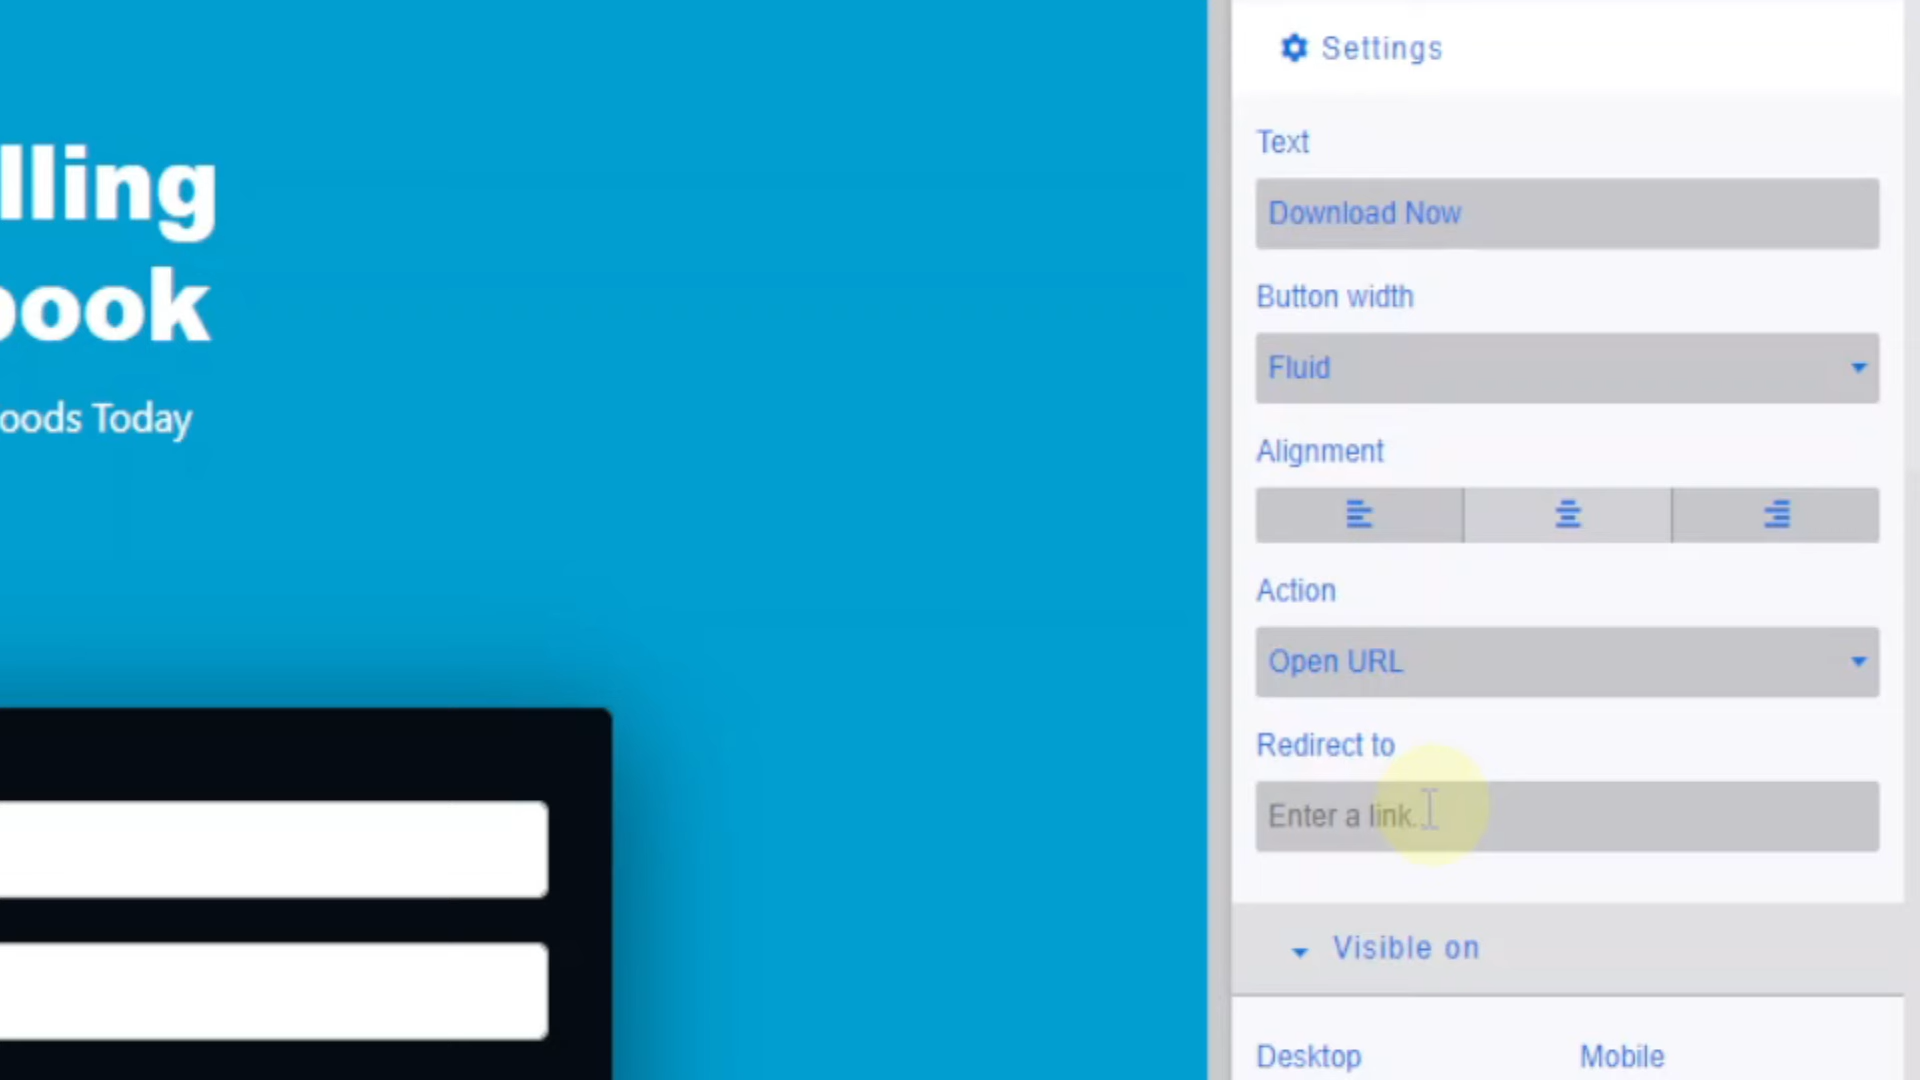 lling
ook
oods Today
Settings
Text
Download Now
Button width
Fluid
Alignment
Action
Open URL
Redirect to
Enter a link..
Visible on
Desktop Mobile